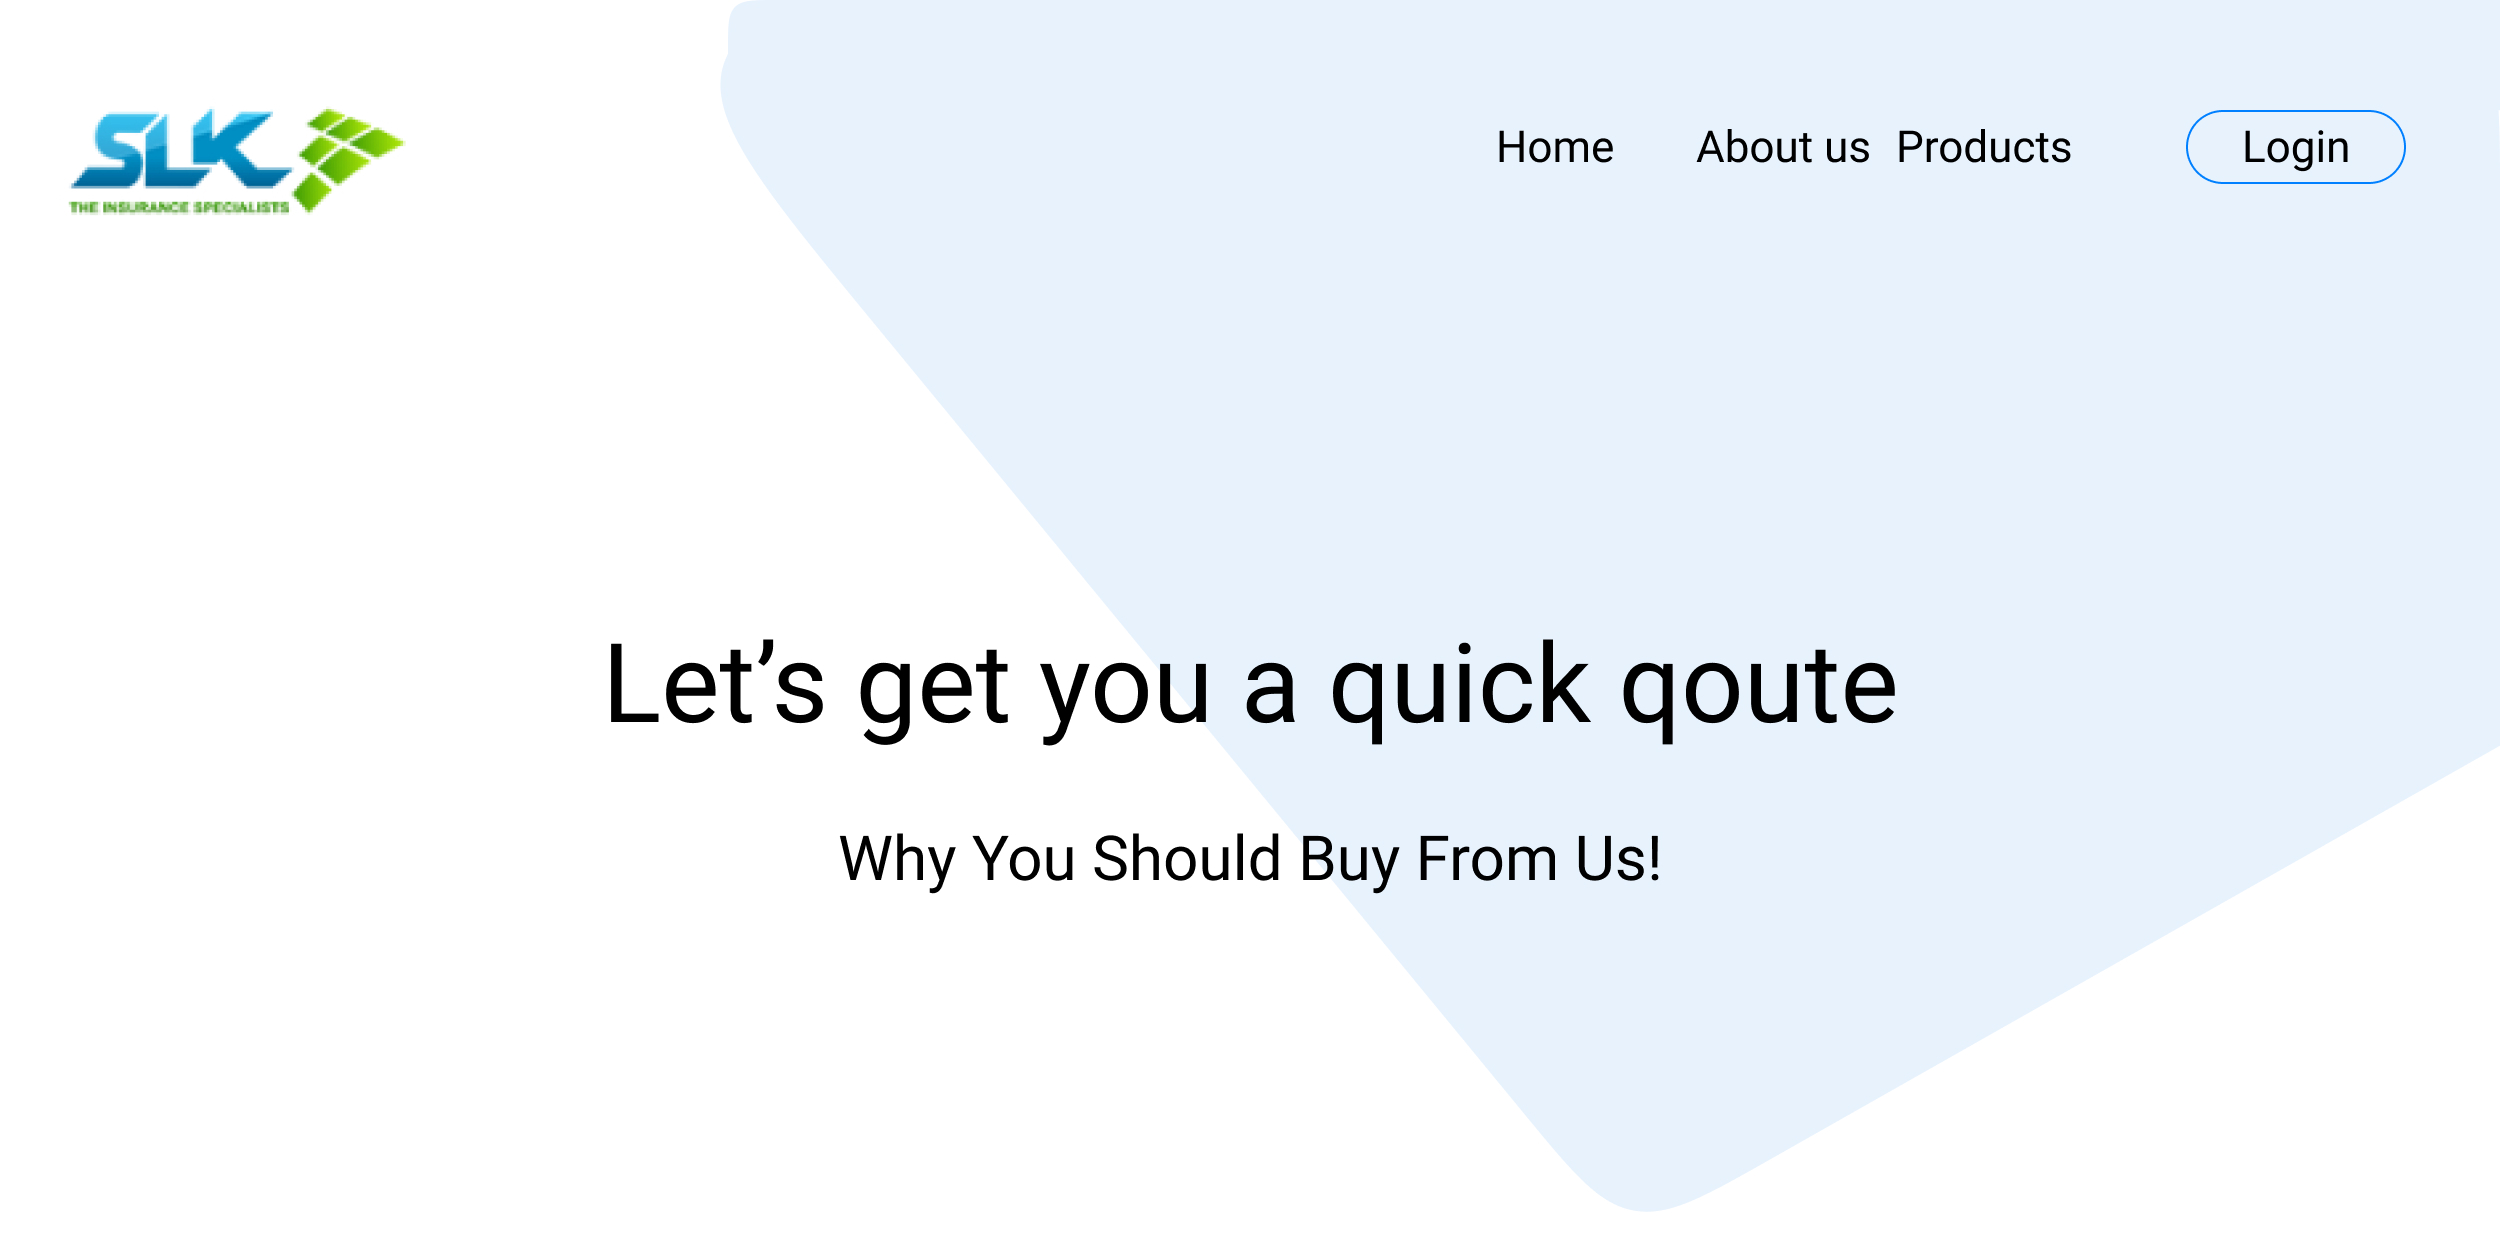 SLK
THE INSURANCE SPECIALISTS
Home About us Products Login
Let’s get you a quick qoute
Why You Should Buy From Us!